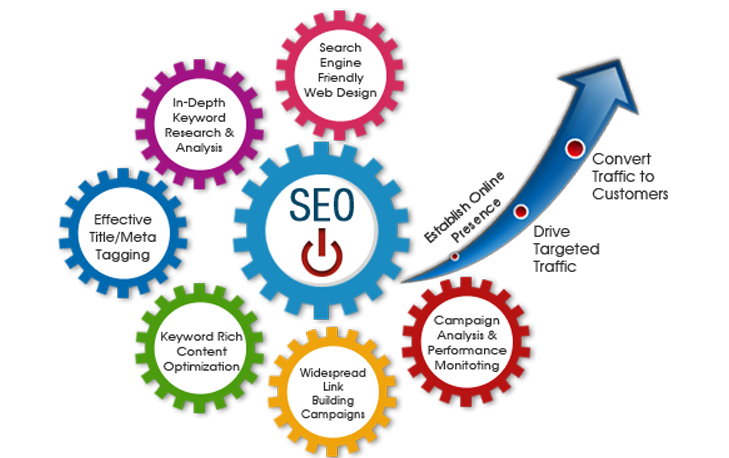 Search
Engine
Friendly
Web Design
In-Depth
Keyword
Research &
Analysis
SEO
Effective
Title/Meta
Tagging
Keyword Rich
Content
Optimization
Widespread
Link
Building
Campaigns
Campaign
Analysis &
Performance
Monitoting
Establish Online
Presence
Drive
Targeted
Traffic
Convert
Traffic to
Customers